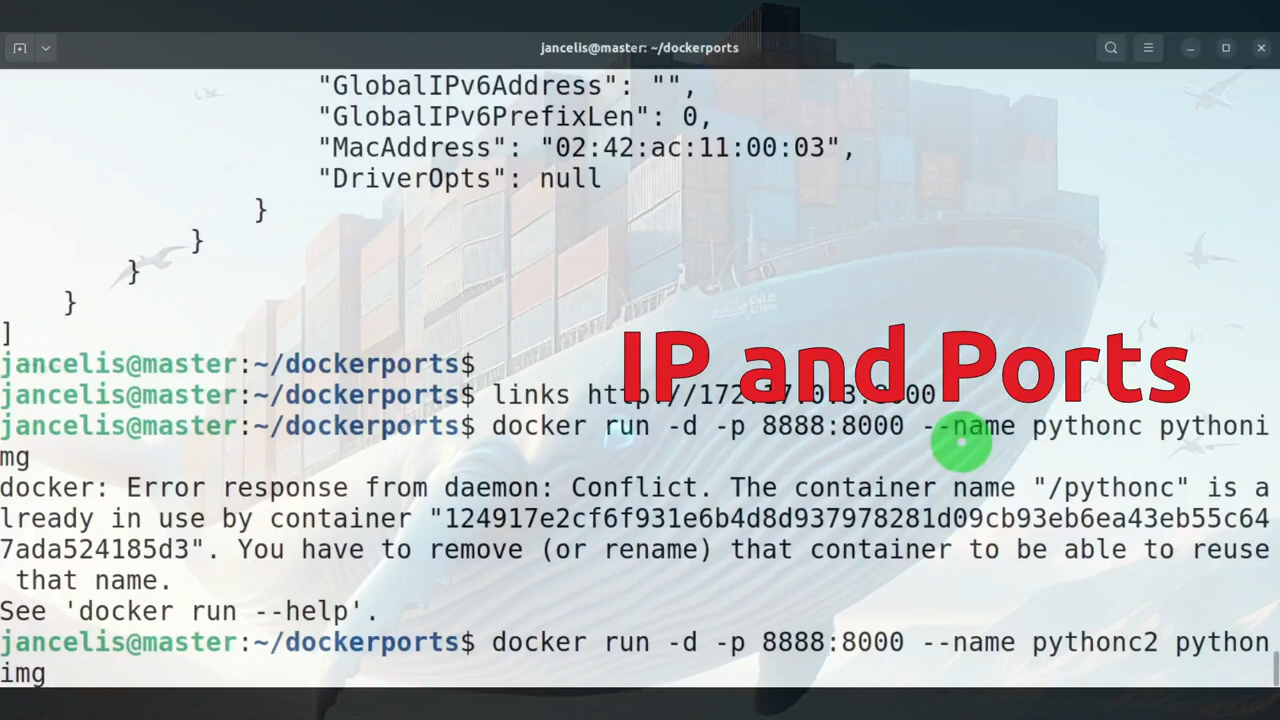 jancelis@master: ~/dockerports
"GlobalIPv6Address": "",
"GlobalIPv6PrefixLen": 0,
"MacAddress": "02:42:ac:11:00:03",
"DriverOpts": null
}
}
}
}
]
jancelis@master:~/dockerports$
IP and Ports
jancelis@master:~/dockerports$ links
jancelis@master:~/dockerports$ docker run -d -p 8888:8000 --name pythonc pythoni
mg
docker: Error response from daemon: Conflict. The container name "/pythonc" is a
lready in use by container "124917e2cf6f931e6b4d8d937978281d09cb93eb6ea43eb55c64
7ada524185d3". You have to remove (or rename) that container to be able to reuse
that name.
See 'docker run --help'.
jancelis@master:~/dockerports$ docker run -d -p 8888:8000 --name pythonc2 python
img